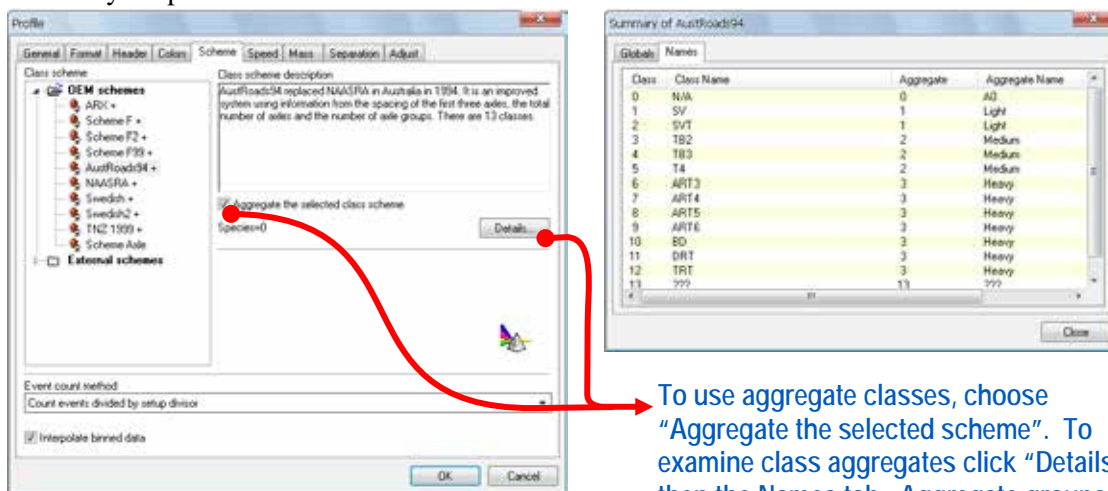 Profile
General Format Header Colors Scheme Speed Mass Separation Adjust
Class scheme
OEM schemes
ARX +
Scheme F +
Scheme F2 +
Scheme F99 +
AustRoads94 +
NAASRA +
Swedish +
Swedish2 +
TNZ 1999 +
Scheme Axle
External schemes
Class scheme description
AustRoads94 replaced NAASRA in Australia in 1994. It is an improved
system using information from the spacing of the first three axles, the total
number of axles and the number of axle groups. There are 13 classes.
Aggregate the selected class scheme
Species=0
Details...
Event count method
Count events divided by setup divisor
Interpolate binned data
OK Cancel
Summary of AustRoads94
Globals Names
Class Class Name Aggregate Aggregate Name
0 N/A 0 A0
1 SV 1 Light
2 SVT 1 Light
3 TB2 2 Medium
4 TB3 2 Medium
5 T4 2 Medium
6 ART3 3 Heavy
7 ART4 3 Heavy
8 ART5 3 Heavy
9 ART6 3 Heavy
10 BD 3 Heavy
11 DRT 3 Heavy
12 TRT 3 Heavy
13 ??? 13 ???
Close
To use aggregate classes, choose
“Aggregate the selected scheme”. To
examine class aggregates click “Details
then the Names tab. Aggregate groups